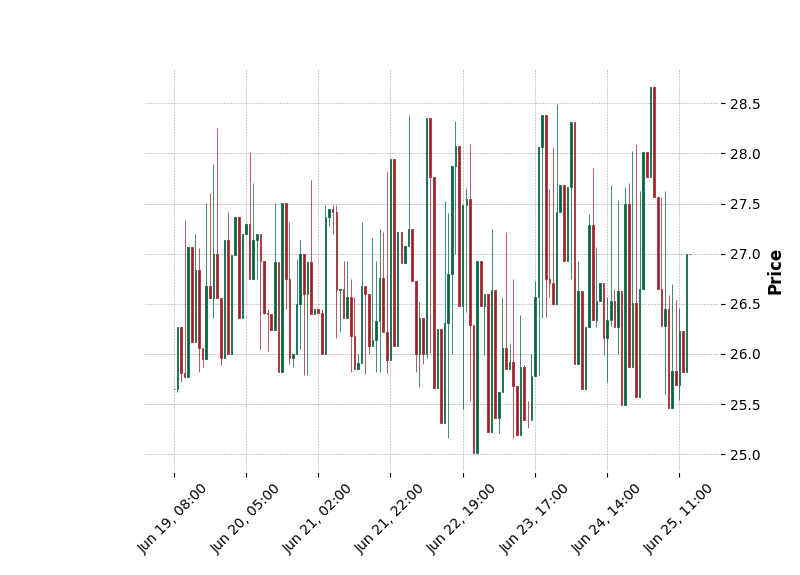 28.5
28.0
27.5
27.0
26.5
26.0
25.5
25.0
Price
Jun 19, 08:00
Jun 20, 05:00
Jun 21, 02:00
Jun 21, 22:00
Jun 22, 19:00
Jun 23, 17:00
Jun 24, 14:00
Jun 25, 11:00